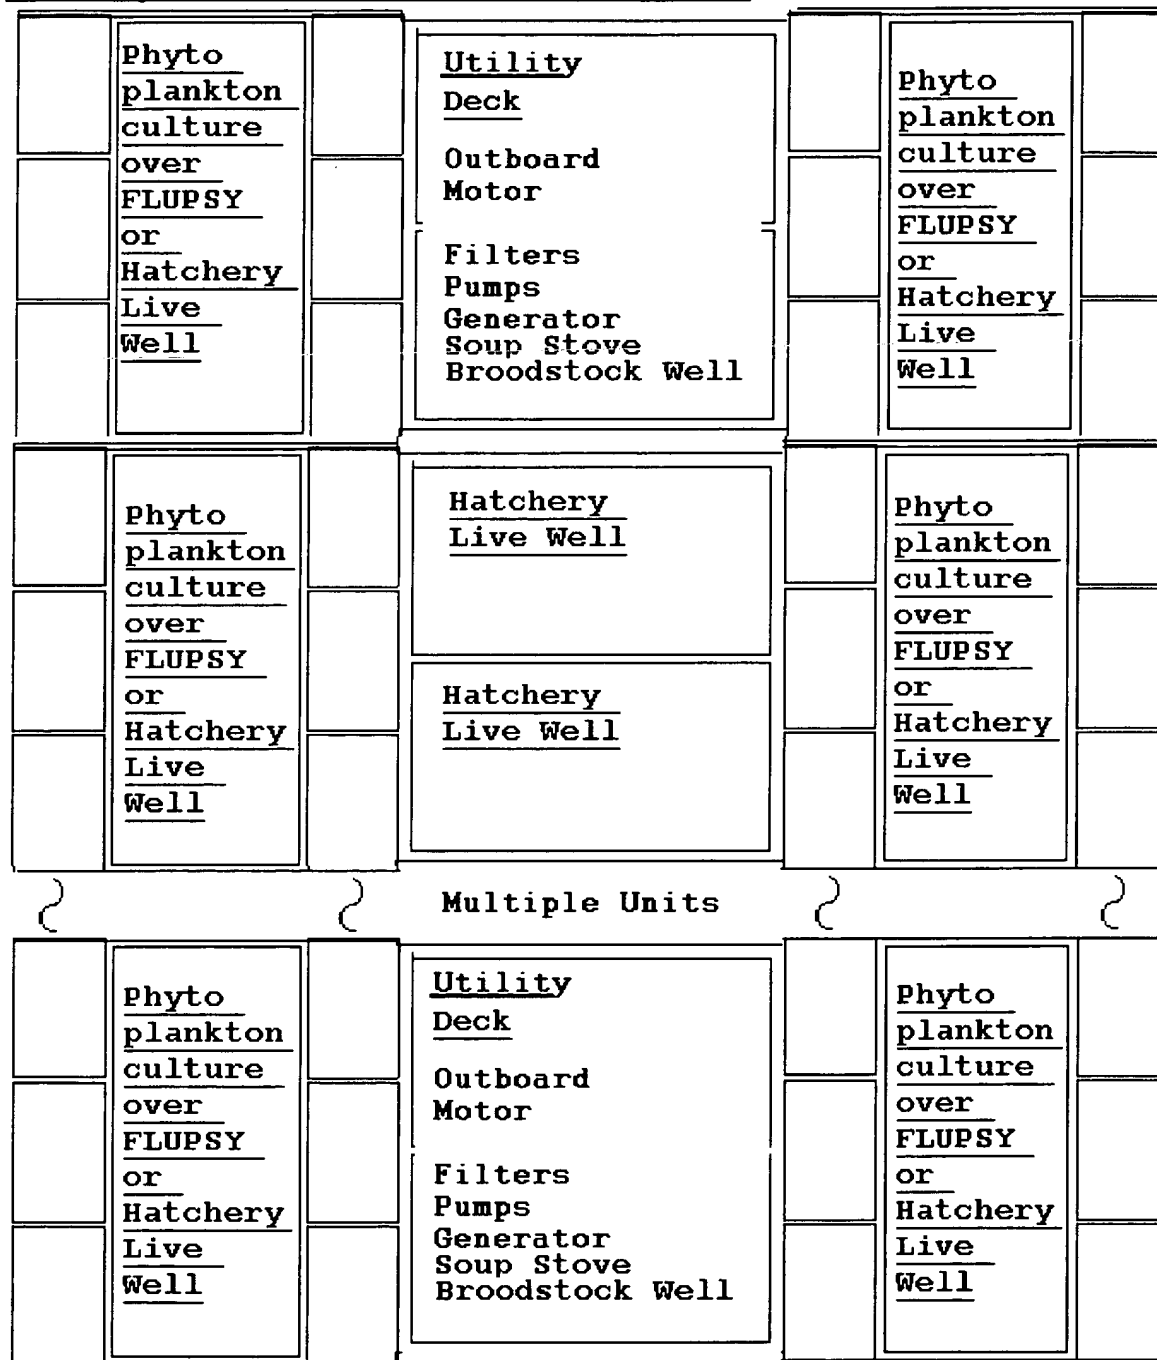 Phyto
plankton
culture
over
FLUPSY
or
Hatchery
Live
Well
Utility
Deck
Outboard
Motor
Filters
Pumps
Generator
Soup Stove
Broodstock Well
Phyto
plankton
culture
over
FLUPSY
or
Hatchery
Live
Well
Phyto
plankton
culture
over
FLUPSY
or
Hatchery
Live
Well
Hatchery
Live Well
Hatchery
Live Well
Phyto
plankton
culture
over
FLUPSY
or
Hatchery
Live
Well
Multiple Units
Phyto
plankton
culture
over
FLUPSY
or
Hatchery
Live
Well
Utility
Deck
Outboard
Motor
Filters
Pumps
Generator
Soup Stove
Broodstock Well
Phyto
plankton
culture
over
FLUPSY
or
Hatchery
Live
Well